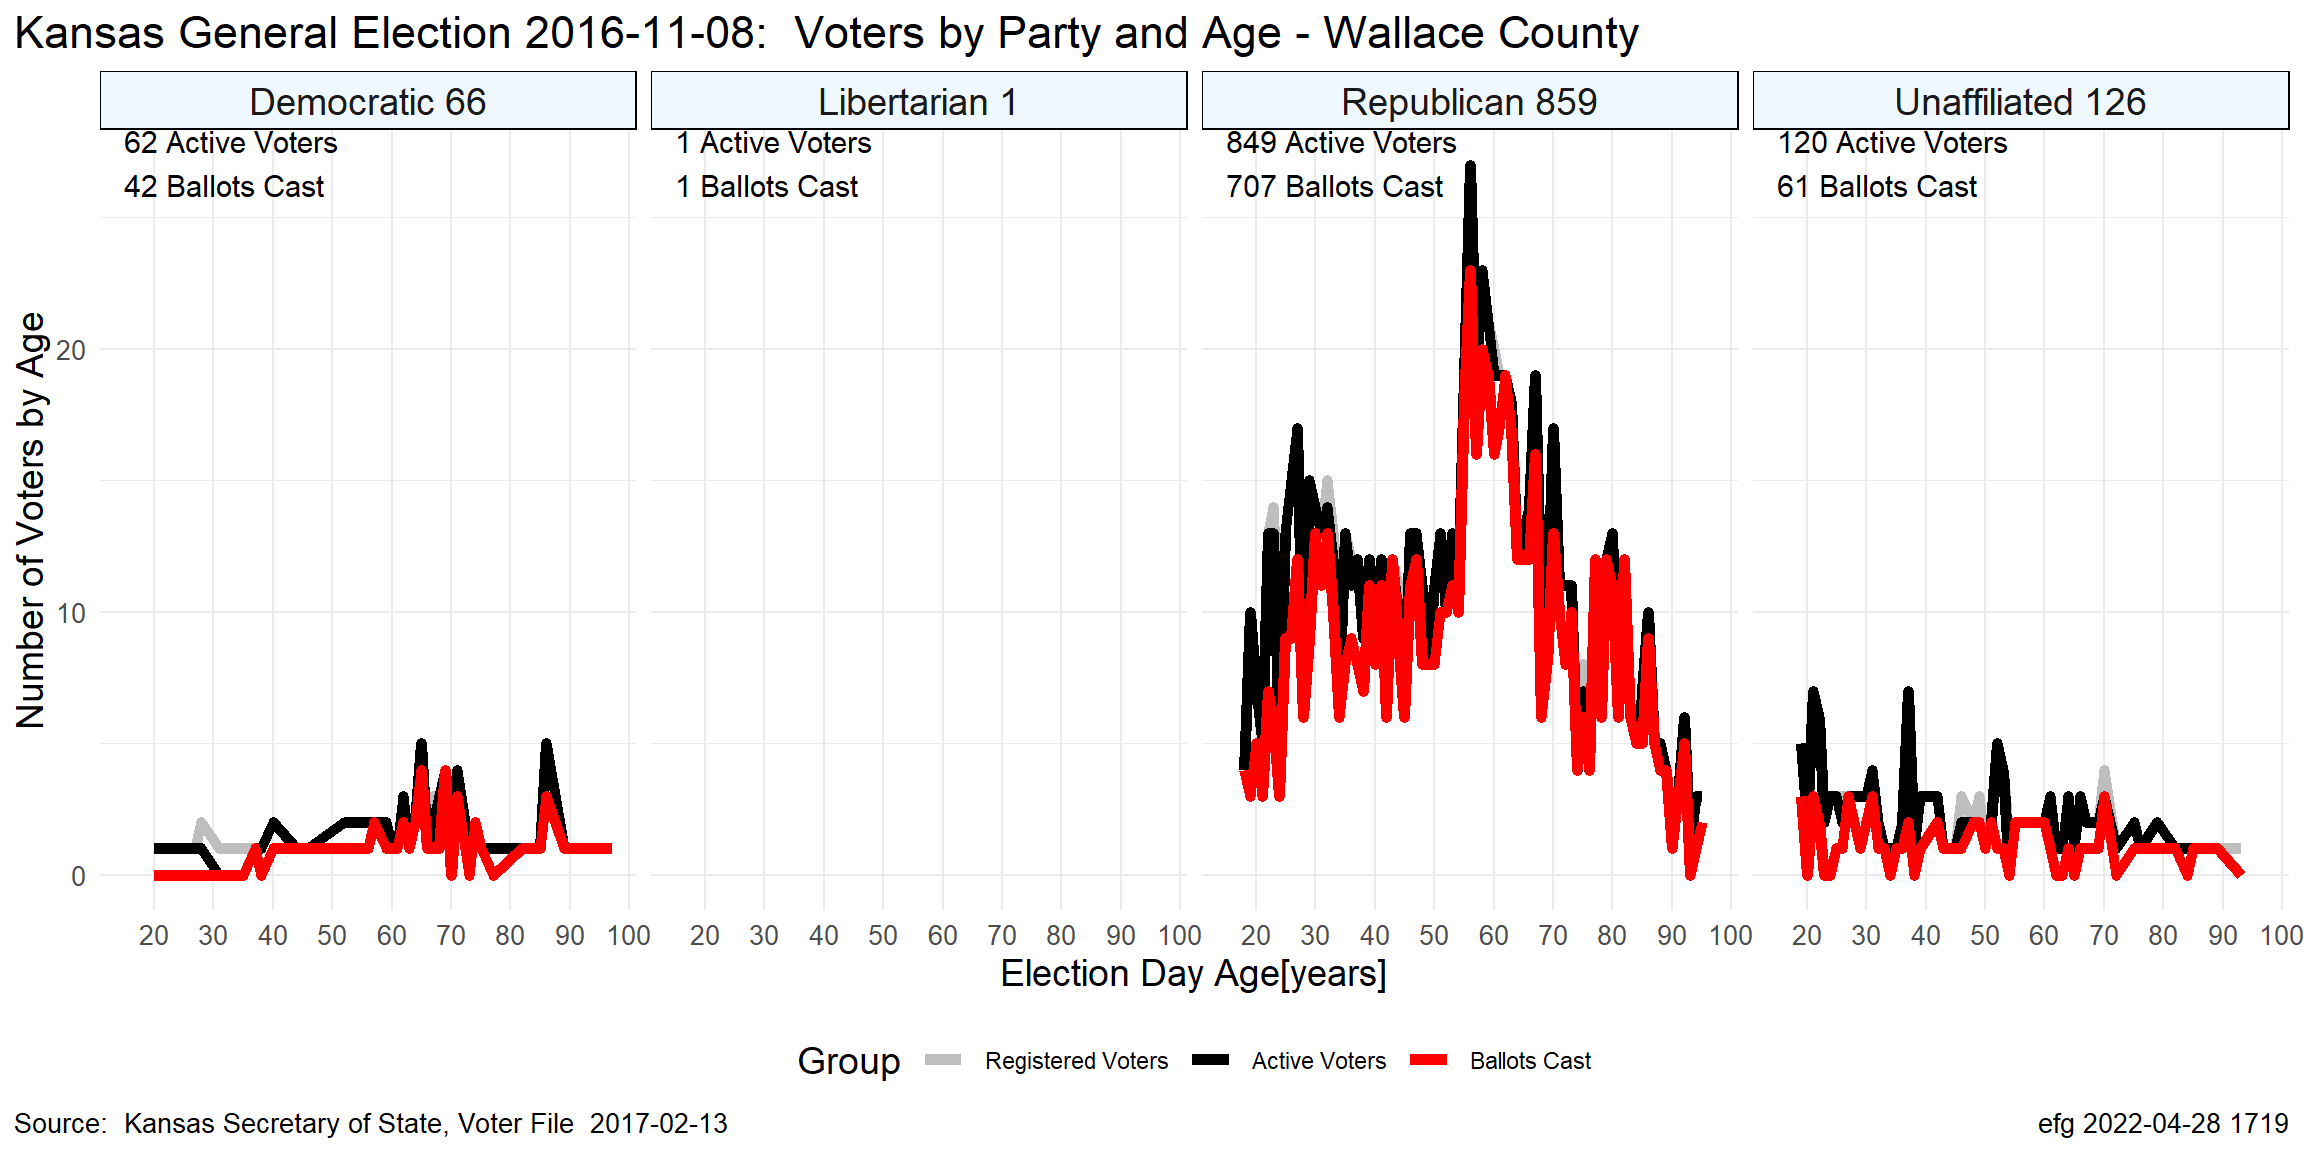 Kansas General Election 2016-11-08:  Voters by Party and Age - Wallace County
Democratic 66
Libertarian 1
Republican 859
Unaffiliated 126
62 Active Voters
42 Ballots Cast
1 Active Voters
1 Ballots Cast
849 Active Voters
707 Ballots Cast
120 Active Voters
61 Ballots Cast
Number of Voters by Age
20
10
0
20 30 40 50 60 70 80 90 100
20 30 40 50 60 70 80 90 100
20 30 40 50 60 70 80 90 100
20 30 40 50 60 70 80 90 100
Election Day Age[years]
Group Registered Voters Active Voters Ballots Cast
Source:  Kansas Secretary of State, Voter File  2017-02-13
efg 2022-04-28 1719